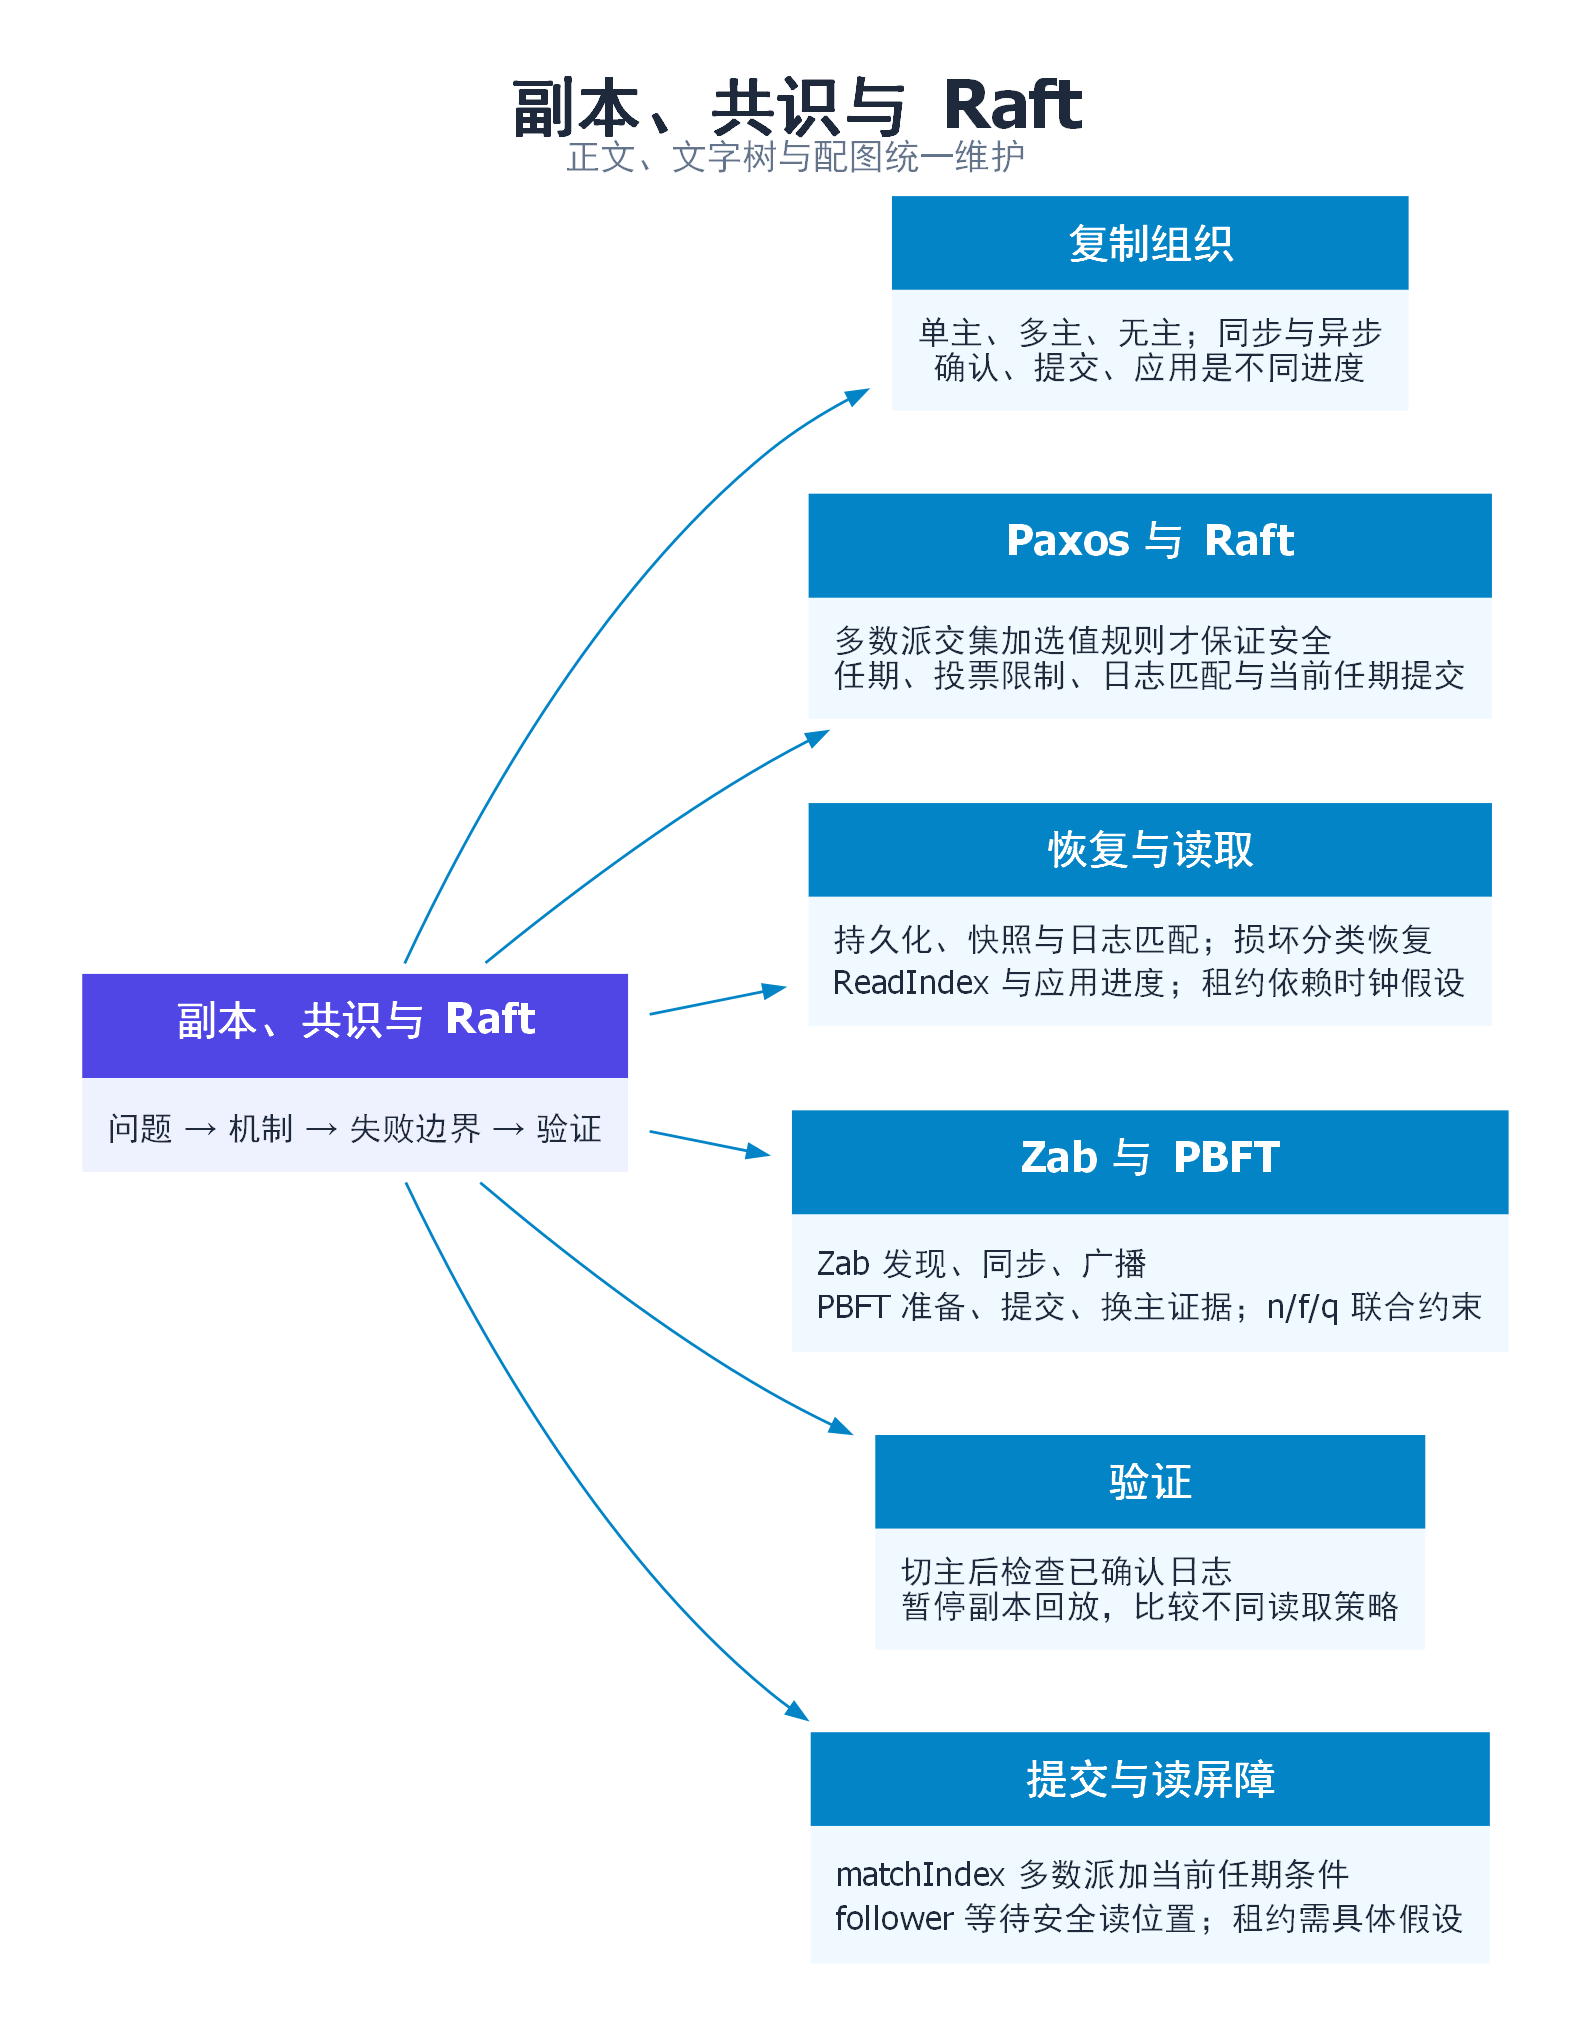 副本、共识与 Raft
正文、文字树与配图统一维护
复制组织
单主、多主、无主；同步与异步
确认、提交、应用是不同进度
Paxos 与 Raft
多数派交集加选值规则才保证安全
任期、投票限制、日志匹配与当前任期提交
恢复与读取
持久化、快照与日志匹配；损坏分类恢复
ReadIndex 与应用进度；租约依赖时钟假设
副本、共识与 Raft
问题 → 机制 → 失败边界 → 验证
Zab 与 PBFT
Zab 发现、同步、广播
PBFT 准备、提交、换主证据；n/f/q 联合约束
验证
切主后检查已确认日志
暂停副本回放，比较不同读取策略
提交与读屏障
matchIndex 多数派加当前任期条件
follower 等待安全读位置；租约需具体假设